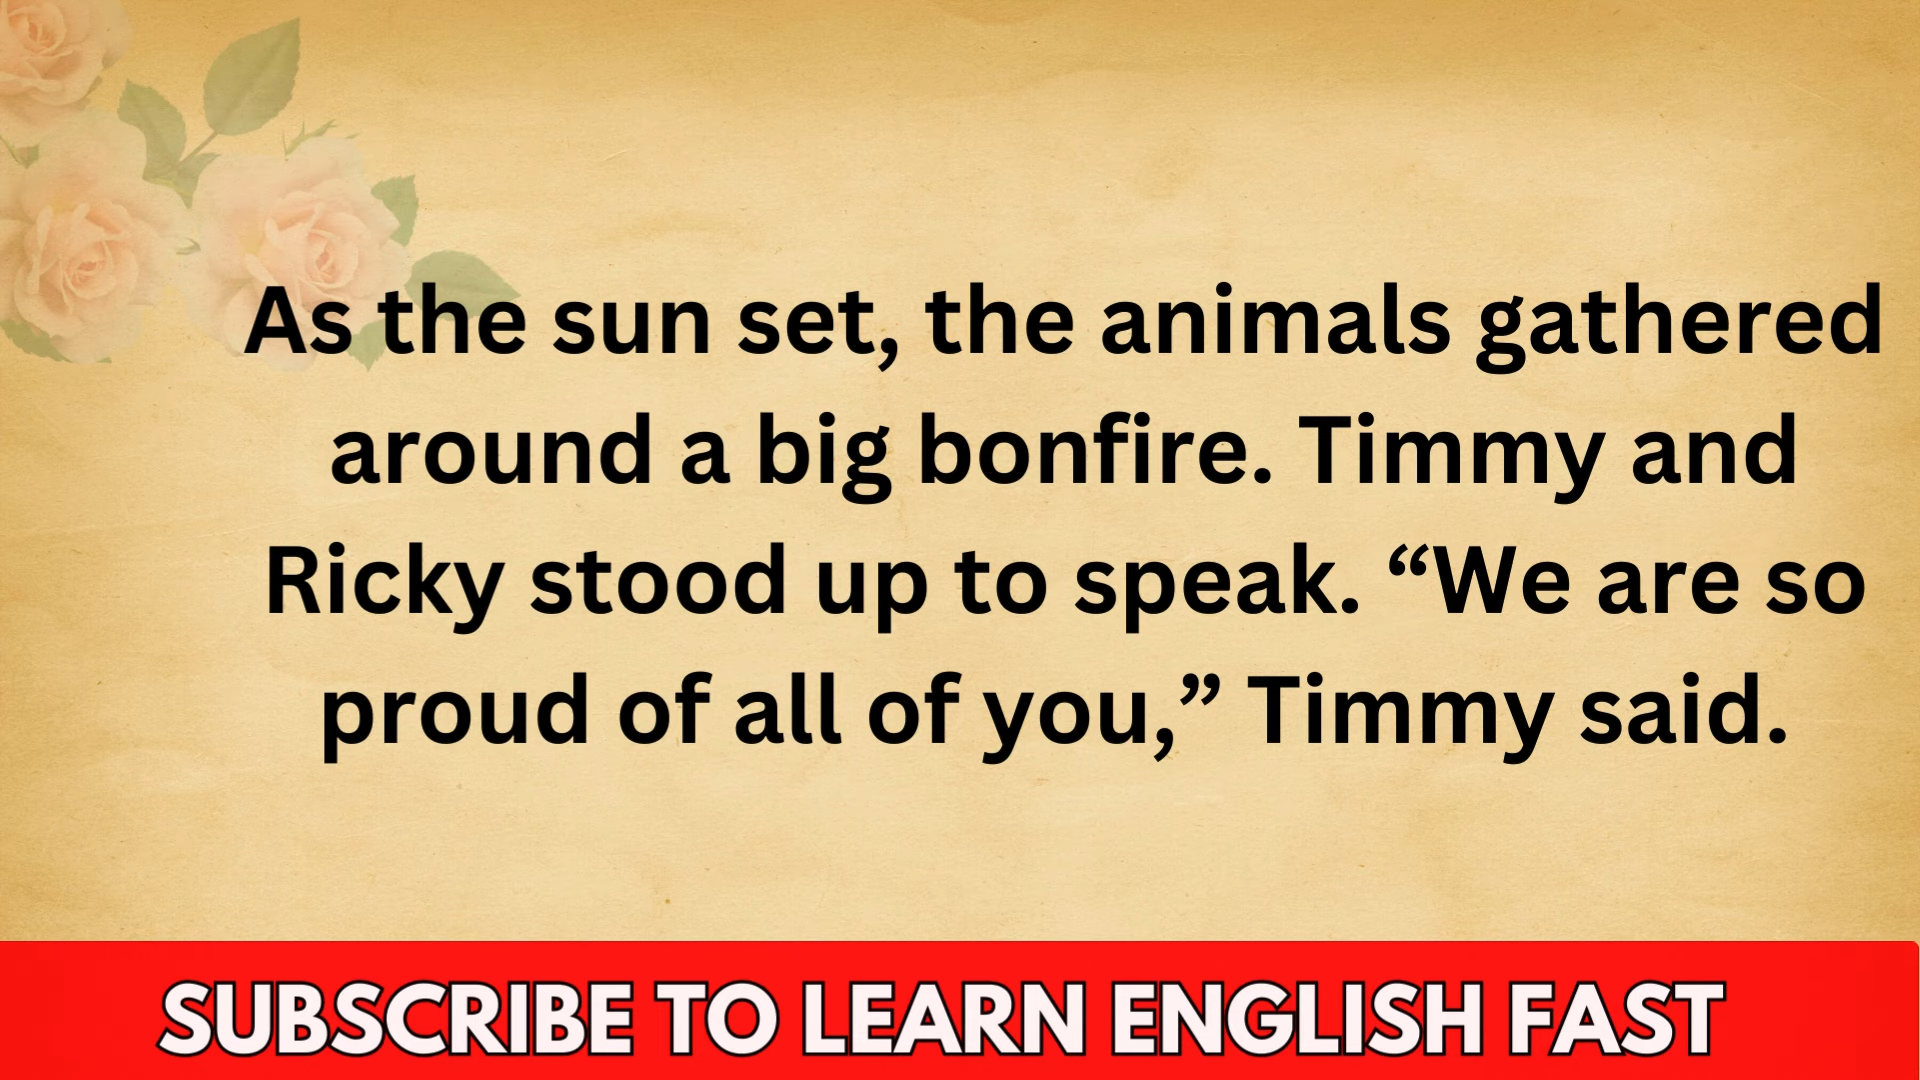 As the sun set, the animals gathered
around a big bonfire. Timmy and
Ricky stood up to speak. “We are so
proud of all of you,” Timmy said.
SUBSCRIBE TO LEARN ENGLISH FAST